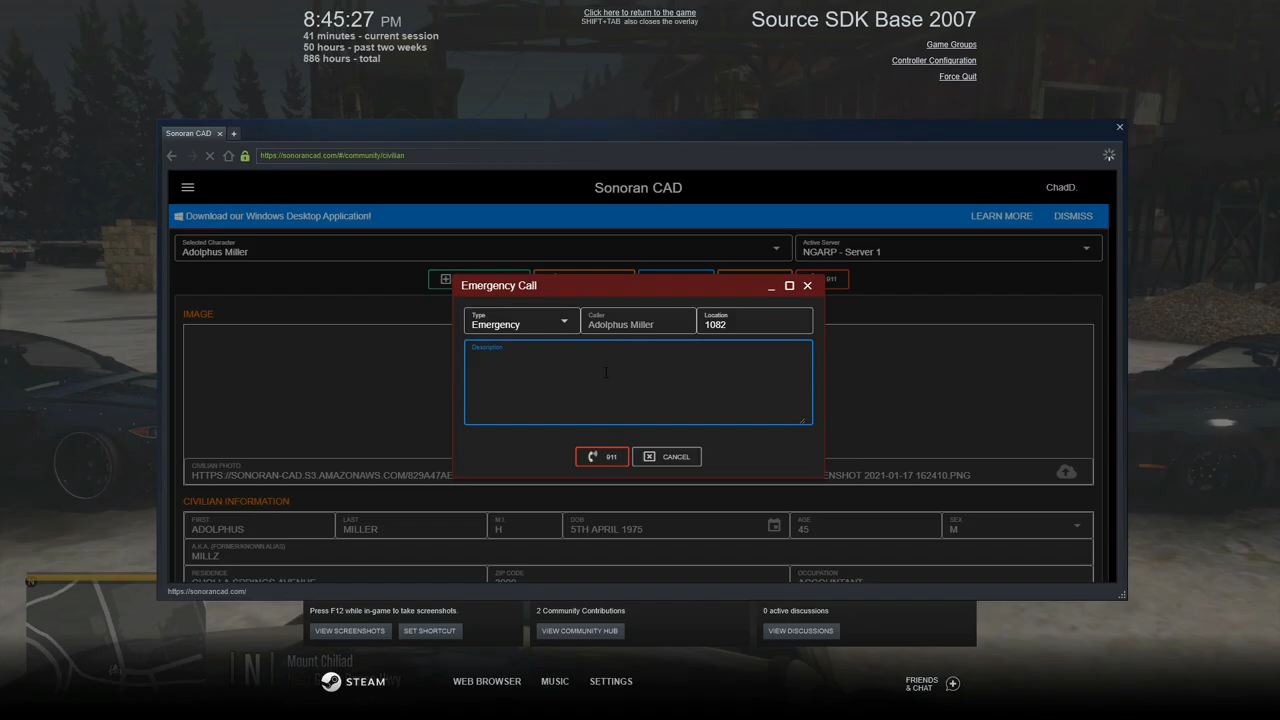 8:45:27 PM
41 minutes - current session
50 hours - past two weeks
886 hours - total
Click here to return to the game
SHIFT+TAB also closes the overlay
Source SDK Base 2007
Game Groups
Controller Configuration
Force Quit
Sonoran CAD × +
https://sonorancad.com/#/community/civilian
Sonoran CAD
ChadD.
Download our Windows Desktop Application!
LEARN MORE DISMISS
Selected Character
Adolphus Miller
Active Server
NGARP - Server 1
911
Emergency Call
Type
Emergency
Caller
Adolphus Miller
Location
1082
Description
911
CANCEL
IMAGE
CIVILIAN PHOTO
HTTPS://SONORAN-CAD.S3.AMAZONAWS.COM/829A47AE
SHOT 2021-01-17 162410.PNG
CIVILIAN INFORMATION
FIRST
ADOLPHUS
LAST
MILLER
M.I.
H
DOB
5TH APRIL 1975
AGE
45
SEX
M
A.K.A. (FORMER/KNOWN ALIAS)
MILLZ
RESIDENCE
CHOLLA SPRINGS AVENUE
ZIP CODE
OCCUPATION
ACCOUNTANT
https://sonorancad.com/
Press F12 while in-game to take screenshots.
VIEW SCREENSHOTS
SET SHORTCUT
2 Community Contributions
VIEW COMMUNITY HUB
0 active discussions
VIEW DISCUSSIONS
N
N
Mount Chiliad
STEAM
WEB BROWSER
MUSIC
SETTINGS
FRIENDS
& CHAT